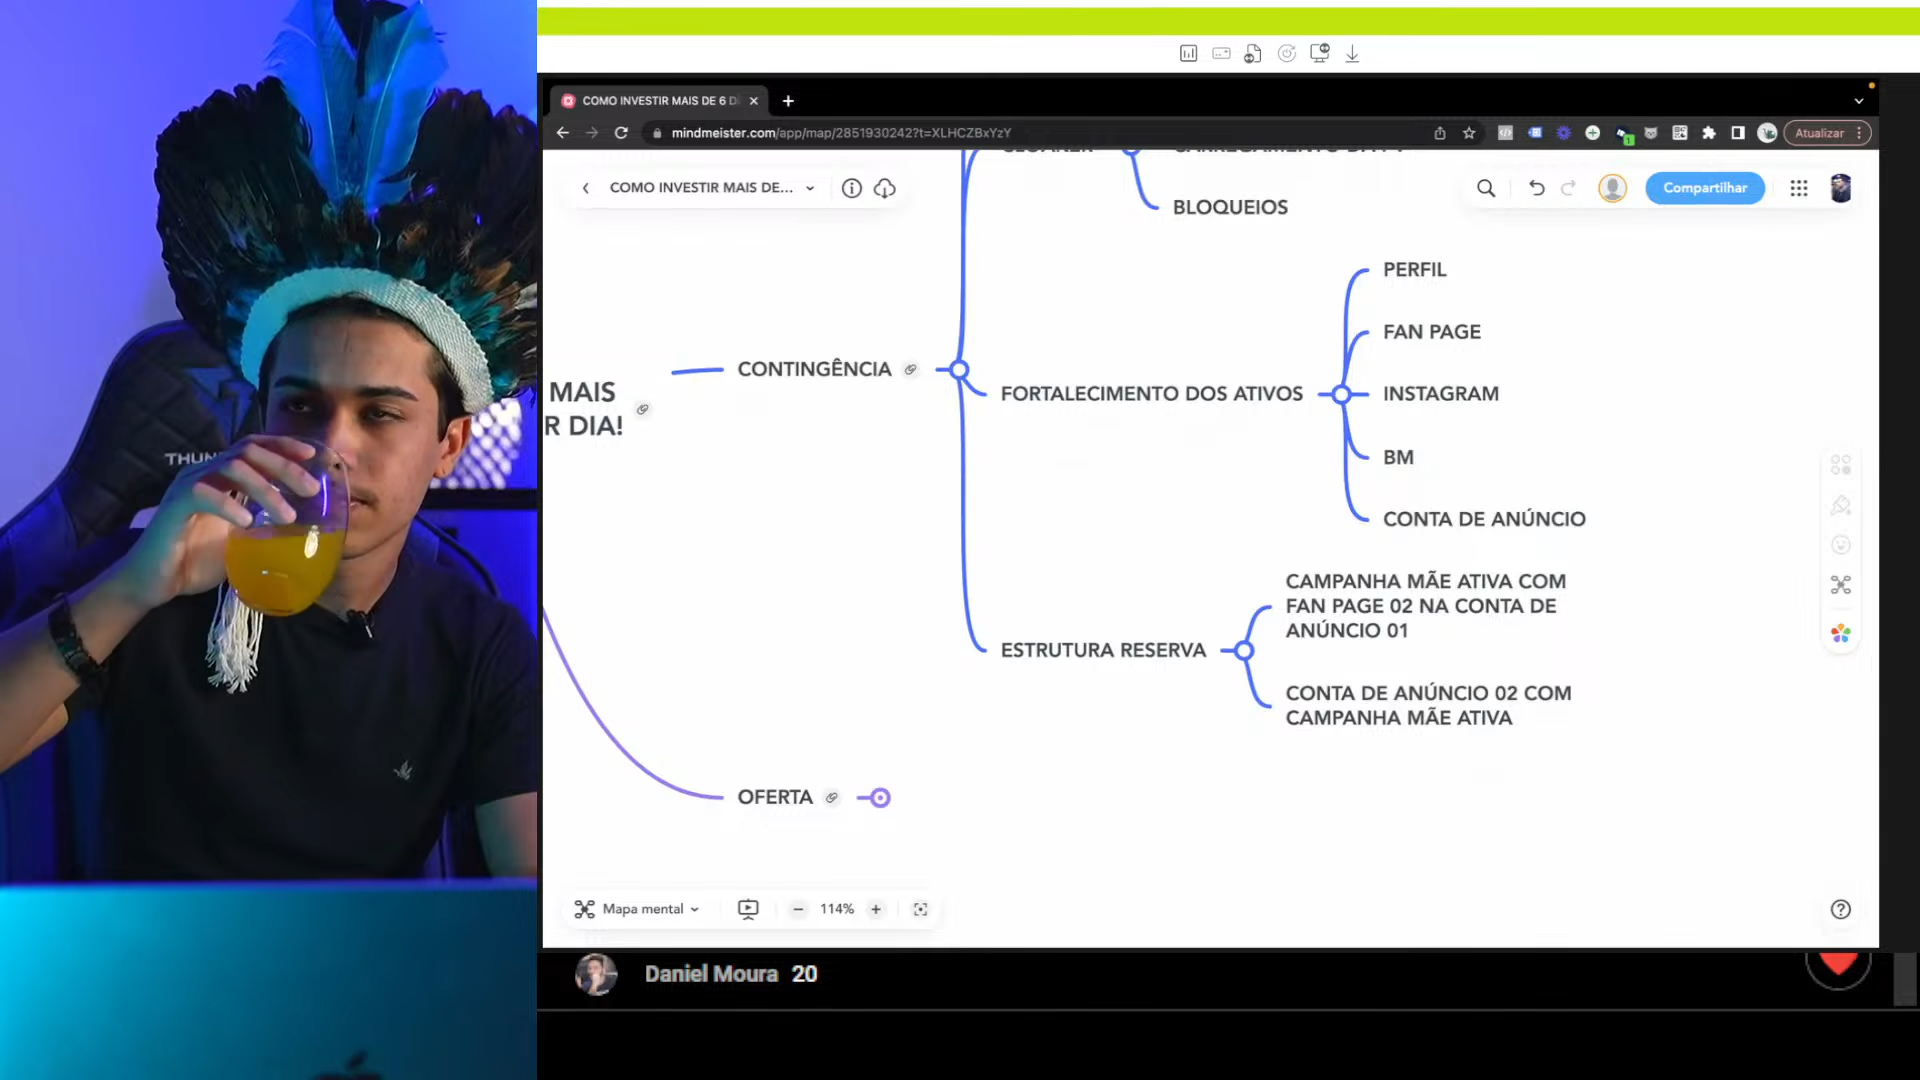 COMO INVESTIR MAIS DE 6 D
mindmeister.com/app/map/2851930242?t=XLHCZBxYzY
Atualizar
COMO INVESTIR MAIS DE...
Compartilhar
BLOQUEIOS
PERFIL
FAN PAGE
CONTINGÊNCIA
MAIS
R DIA!
FORTALECIMENTO DOS ATIVOS
INSTAGRAM
BM
CONTA DE ANÚNCIO
THUN
CAMPANHA MÃE ATIVA COM
FAN PAGE 02 NA CONTA DE
ANÚNCIO 01
ESTRUTURA RESERVA
CONTA DE ANÚNCIO 02 COM
CAMPANHA MÃE ATIVA
OFERTA
Mapa mental
114%
Daniel Moura 20